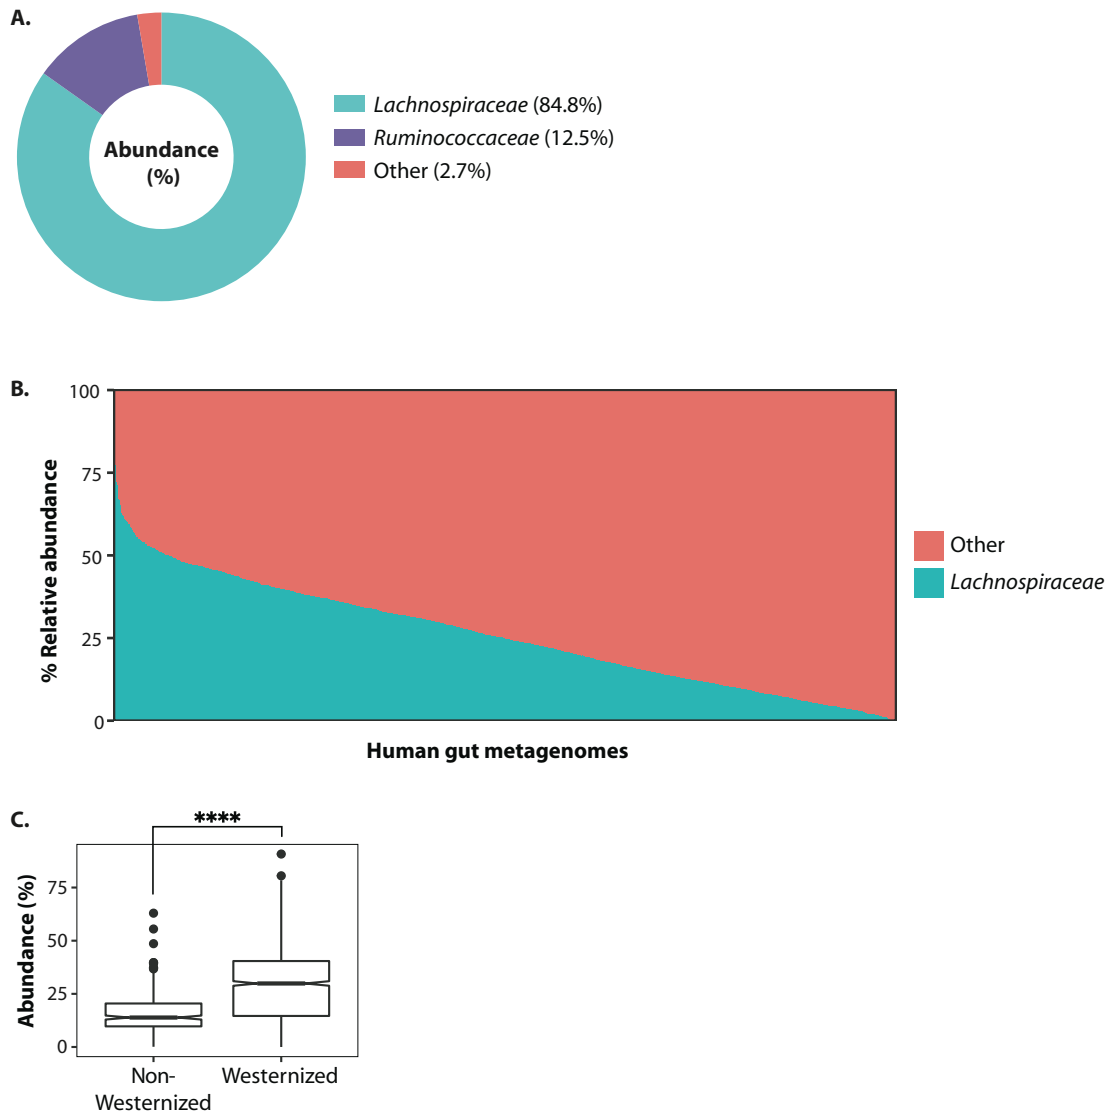 A.
Abundance
(%)
Lachnospiraceae (84.8%)
Ruminococcaceae (12.5%)
Other (2.7%)
B.
100
75
50
25
0
% Relative abundance
Human gut metagenomes
Other
Lachnospiraceae
C.
****
75
50
25
0
Abundance (%)
Non-
Westernized
Westernized